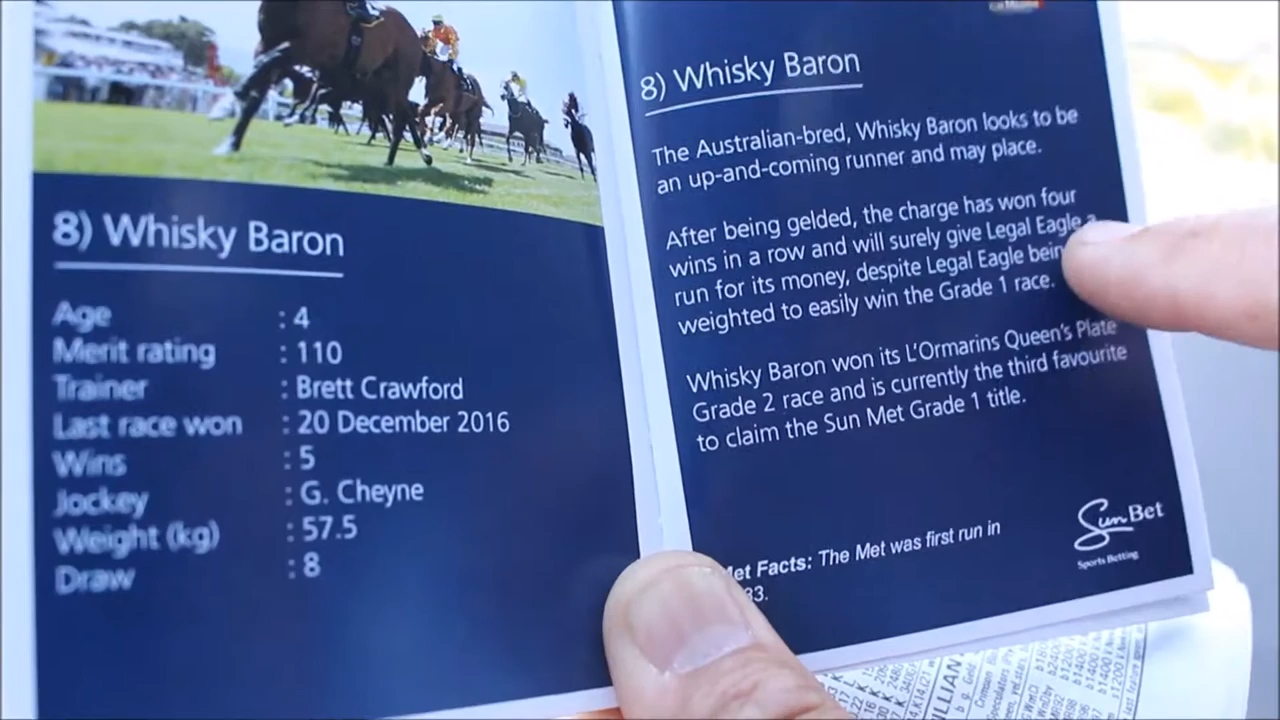 8) Whisky Baron
Age : 4
Merit rating : 110
Trainer : Brett Crawford
Last race won : 20 December 2016
Wins : 5
Jockey : G. Cheyne
Weight (kg) : 57.5
Draw : 8
8) Whisky Baron
The Australian-bred, Whisky Baron looks to be
an up-and-coming runner and may place.
After being gelded, the charge has won four
wins in a row and will surely give Legal Eagle a
run for its money, despite Legal Eagle bein
weighted to easily win the Grade 1 race.
Whisky Baron won its L'Ormarins Queen's Plate
Grade 2 race and is currently the third favourite
to claim the Sun Met Grade 1 title.
Met Facts: The Met was first run in
33.
SunBet
Sports Betting
ILLIAN